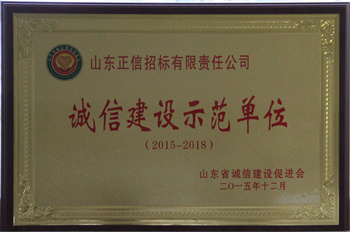 山东正信招标有限责任公司
诚信建设示范单位
(2015-2018)
山东省诚信建设促进会
二〇一五年十二月